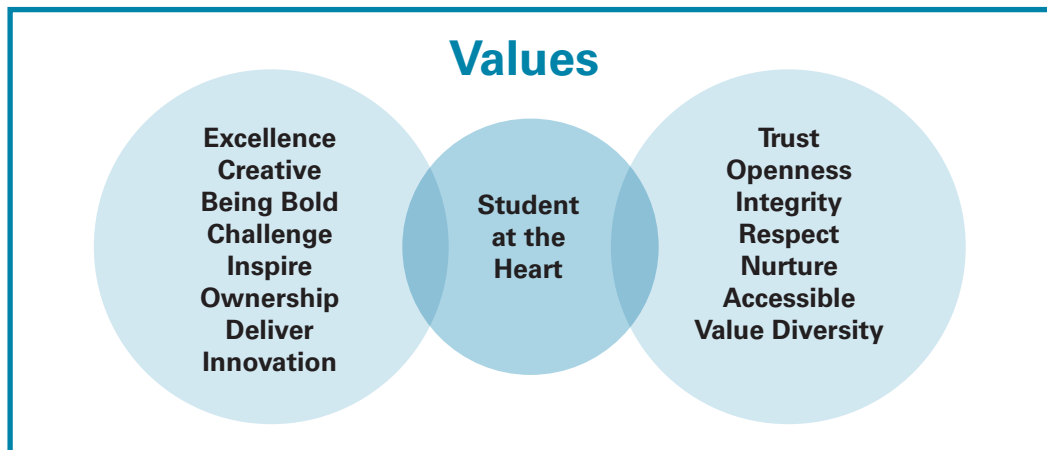 Values
Excellence
Creative
Being Bold
Challenge
Inspire
Ownership
Deliver
Innovation
Student
at the
Heart
Trust
Openness
Integrity
Respect
Nurture
Accessible
Value Diversity